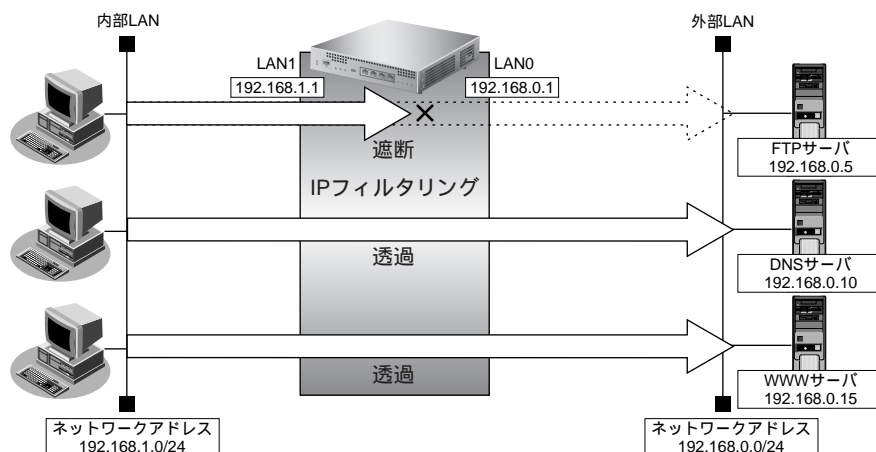 内部LAN
外部LAN
LAN1
LAN0
192.168.1.1
192.168.0.1
遮断
FTPサーバ
192.168.0.5
IPフィルタリング
透過
DNSサーバ
192.168.0.10
透過
WWWサーバ
192.168.0.15
ネットワークアドレス
192.168.1.0/24
ネットワークアドレス
192.168.0.0/24